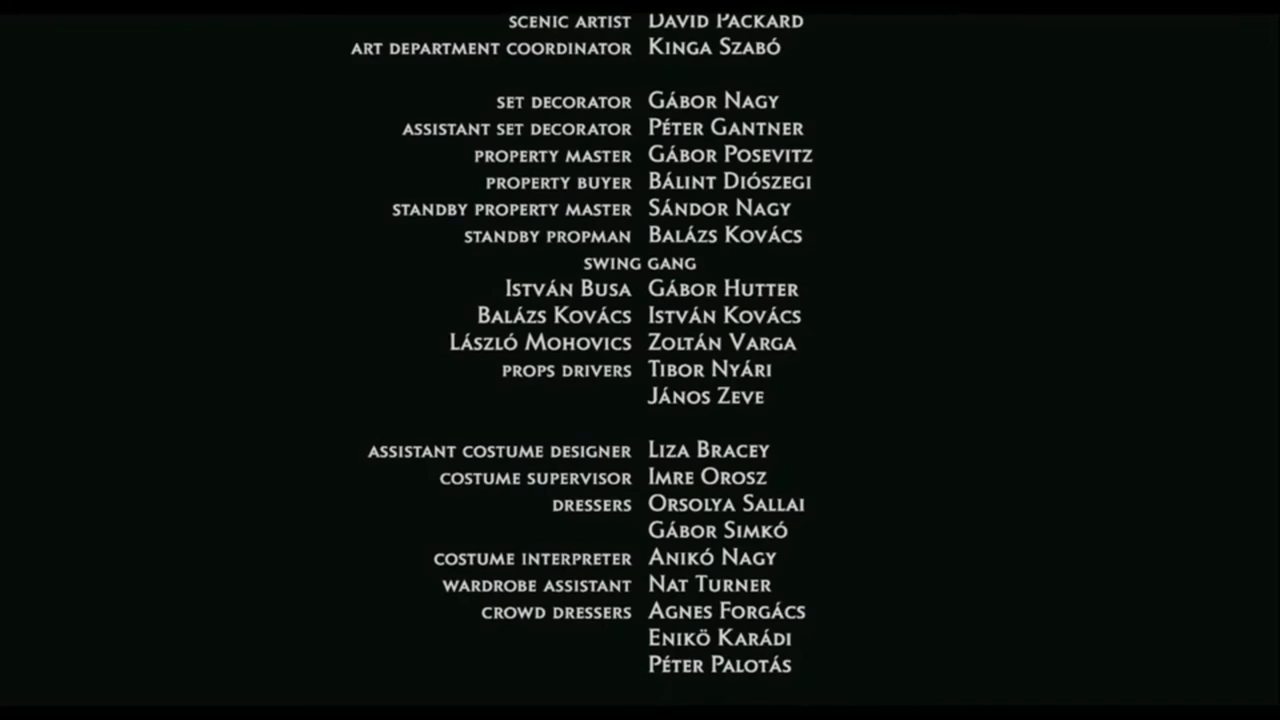 SCENIC ARTIST DAVID PACKARD
ART DEPARTMENT COORDINATOR KINGA SZABÓ
SET DECORATOR GÁBOR NAGY
ASSISTANT SET DECORATOR PÉTER GANTNER
PROPERTY MASTER GÁBOR POSEVITZ
PROPERTY BUYER BÁLINT DIÓSZEGI
STANDBY PROPERTY MASTER SÁNDOR NAGY
STANDBY PROPMAN BALÁZS KOVÁCS
SWING GANG
ISTVÁN BUSA GÁBOR HUTTER
BALÁZS KOVÁCS ISTVÁN KOVÁCS
LÁSZLÓ MOHOVICS ZOLTÁN VARGA
PROPS DRIVERS TIBOR NYÁRI
JÁNOS ZEVE
ASSISTANT COSTUME DESIGNER LIZA BRACEY
COSTUME SUPERVISOR IMRE OROSZ
DRESSERS ORSOLYA SALLAI
GÁBOR SIMKÓ
COSTUME INTERPRETER ANIKÓ NAGY
WARDROBE ASSISTANT NAT TURNER
CROWD DRESSERS AGNES FORGÁCS
ENIKÖ KARÁDI
PÉTER PALOTÁS